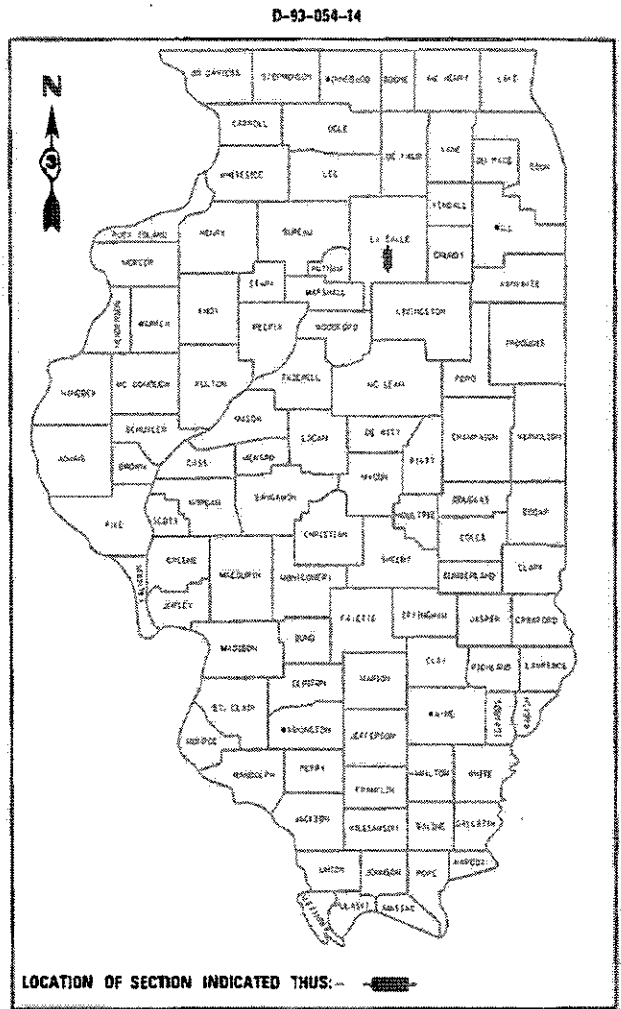 D-93-054-14
JO DAVIESS STEPHENSON WINNEBAGO BOONE MC HENRY LAKE
N
CARROLL OGLE
3
DE KALB KANE DU PAGE COOK
WHITESIDE LEE
KENDALL WILL
ROCK ISLAND HENRY BUREAU LA SALLE
MERCER PUTNAM GRUNDY
STARK MARSHALL KANKAKEE
HENDERSON WARREN KNOX PEORIA WOODFORD LIVINGSTON
IROQUOIS
HANCOCK MC DONOUGH FULTON TAZEWELL MC LEAN FORD
MASON
SCHUYLER LOGAN DE WITT CHAMPAIGN VERMILION
ADAMS BROWN CASS MENARD PIATT
MACON
MORGAN SANGAMON DOUGLAS EDGAR
PIKE SCOTT CHRISTIAN MOULTRIE
COLES
GREENE SHELBY CLARK
CALHOUN MACOUPIN MONTGOMERY CUMBERLAND
JERSEY
FAYETTE EFFINGHAM JASPER CRAWFORD
MADISON BOND
CLAY RICHLAND LAWRENCE
CLINTON MARION
ST. CLAIR WAYNE
WASHINGTON JEFFERSON
MONROE
RANDOLPH PERRY HAMILTON WHITE
FRANKLIN
JACKSON WILLIAMSON SALINE GALLATIN
UNION JOHNSON POPE HARDIN
PULASKI MASSAC
LOCATION OF SECTION INDICATED THUS:-